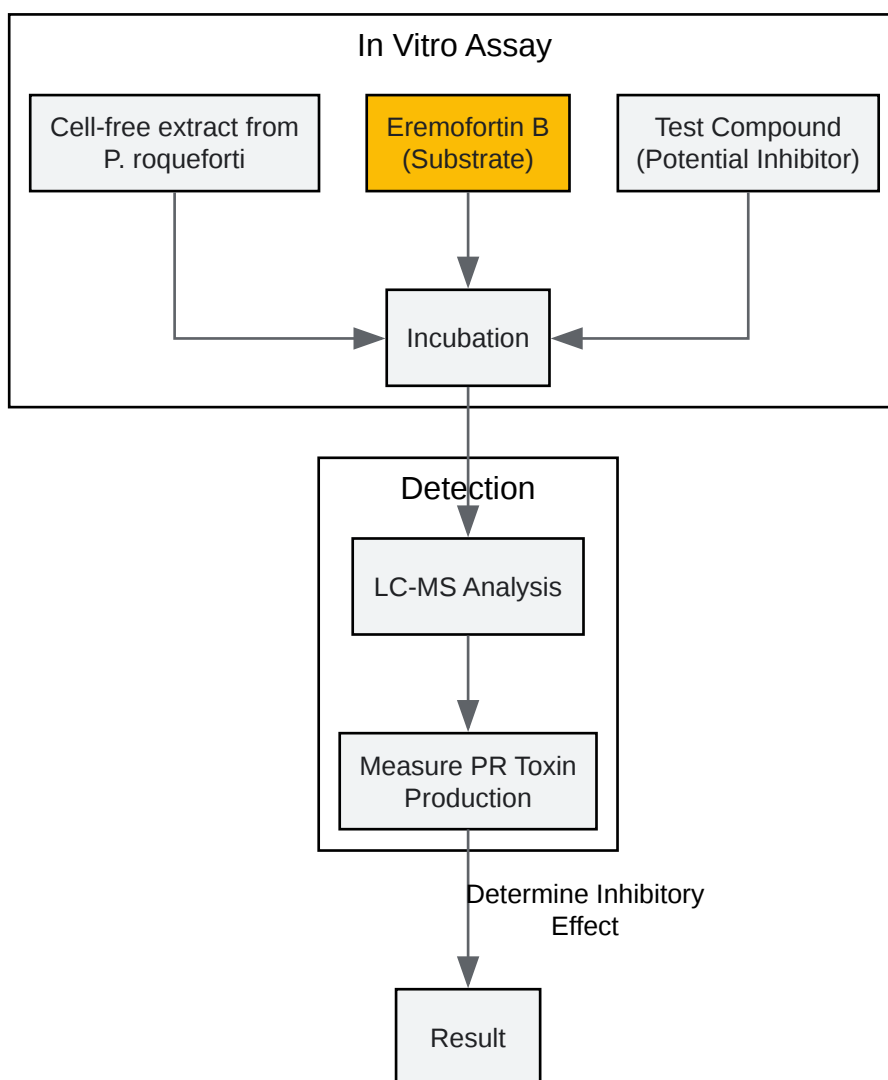 In Vitro Assay
Cell-free extract from
P. roqueforti
Eremofortin B
(Substrate)
Test Compound
(Potential Inhibitor)
Incubation
Detection
LC-MS Analysis
Measure PR Toxin
Production
Determine Inhibitory
Effect
Result